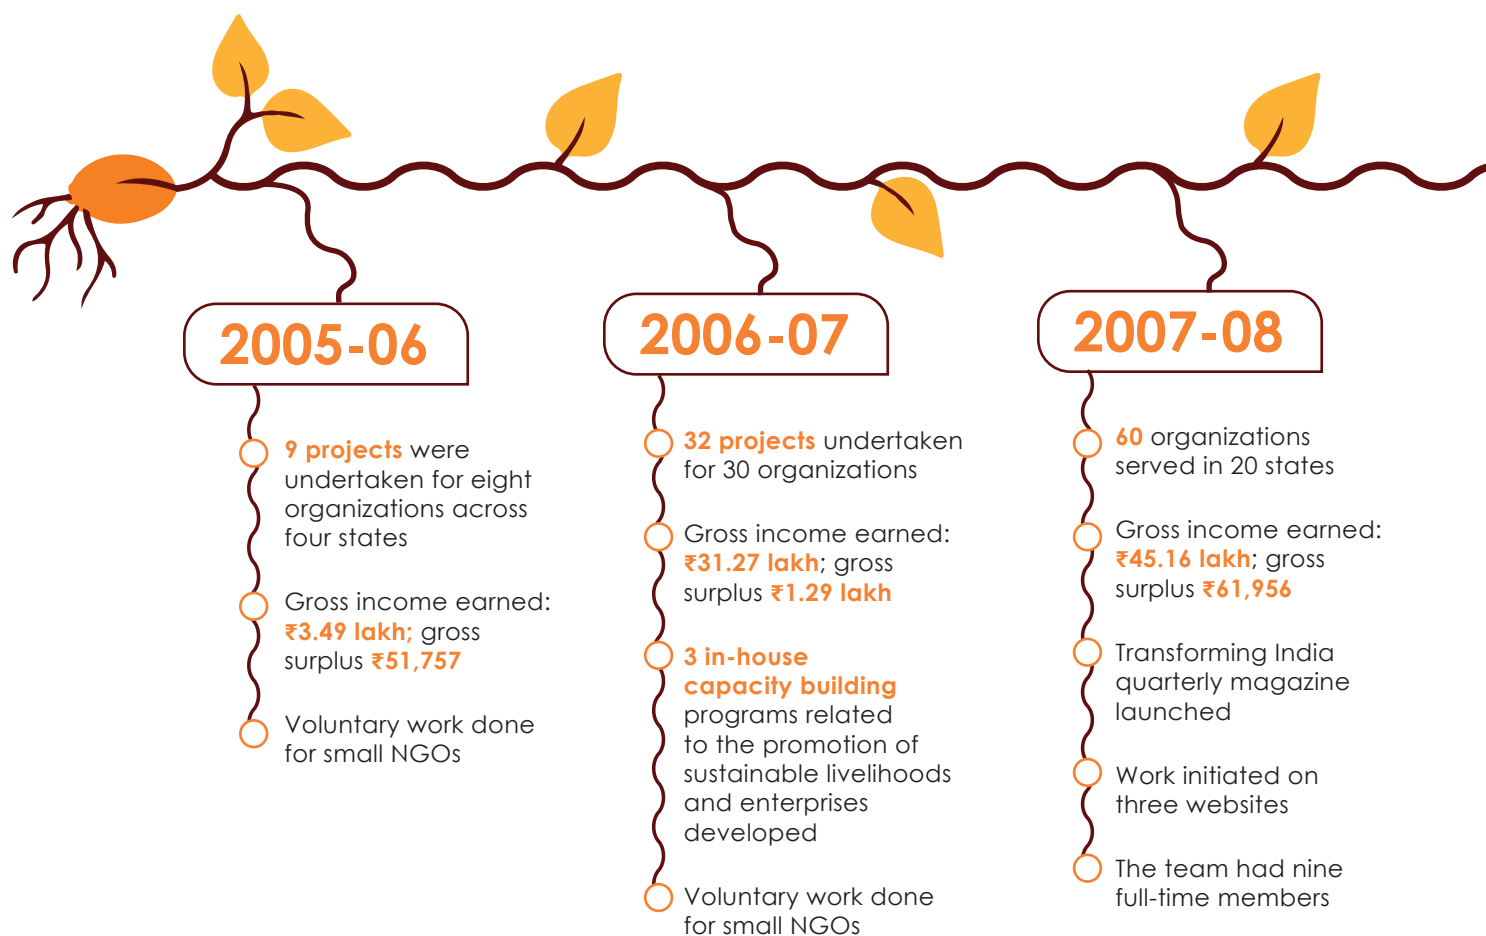 2005-06
9 projects were
undertaken for eight
organizations across
four states
Gross income earned:
₹3.49 lakh; gross
surplus ₹51,757
Voluntary work done
for small NGOs
2006-07
32 projects undertaken
for 30 organizations
Gross income earned:
₹31.27 lakh; gross
surplus ₹1.29 lakh
3 in-house
capacity building
programs related
to the promotion of
sustainable livelihoods
and enterprises
developed
Voluntary work done
for small NGOs
2007-08
60 organizations
served in 20 states
Gross income earned:
₹45.16 lakh; gross
surplus ₹61,956
Transforming India
quarterly magazine
launched
Work initiated on
three websites
The team had nine
full-time members